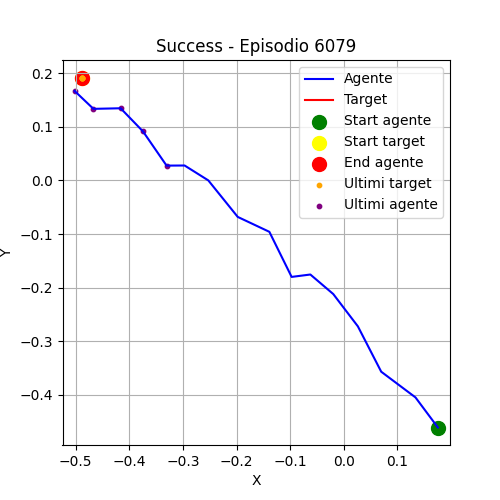 Success - Episodio 6079
Agente
Target
Start agente
Start target
End agente
Ultimi target
Ultimi agente
0.2
0.1
0.0
−0.1
−0.2
−0.3
−0.4
Y
−0.5
−0.4
−0.3
−0.2
−0.1
0.0
0.1
X